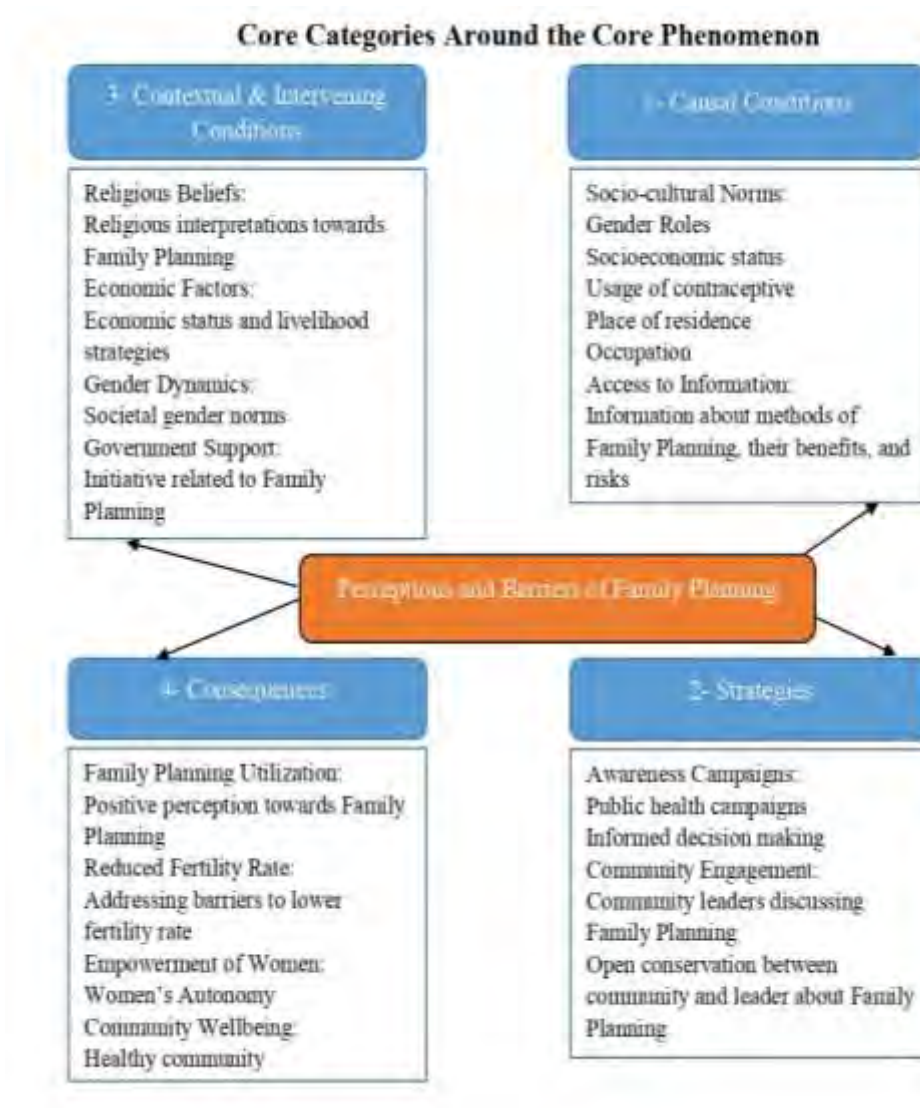 Core Categories Around the Core Phenomenon
3- Contextual & Intervening
Conditions
Religious Beliefs:
Religious interpretations towards
Family Planning
Economic Factors:
Economic status and livelihood
strategies
Gender Dynamics:
Societal gender norms
Government Support:
Initiative related to Family
Planning
1- Causal Conditions
Socio-cultural Norms:
Gender Roles
Socioeconomic status
Usage of contraceptive
Place of residence
Occupation
Access to Information:
Information about methods of
Family Planning, their benefits, and
risks
Perceptions and Barriers of Family Planning
4- Consequences
Family Planning Utilization:
Positive perception towards Family
Planning
Reduced Fertility Rate:
Addressing barriers to lower
fertility rate
Empowerment of Women:
Women's Autonomy
Community Wellbeing:
Healthy community
2- Strategies
Awareness Campaigns:
Public health campaigns
Informed decision making
Community Engagement:
Community leaders discussing
Family Planning
Open conservation between
community and leader about Family
Planning